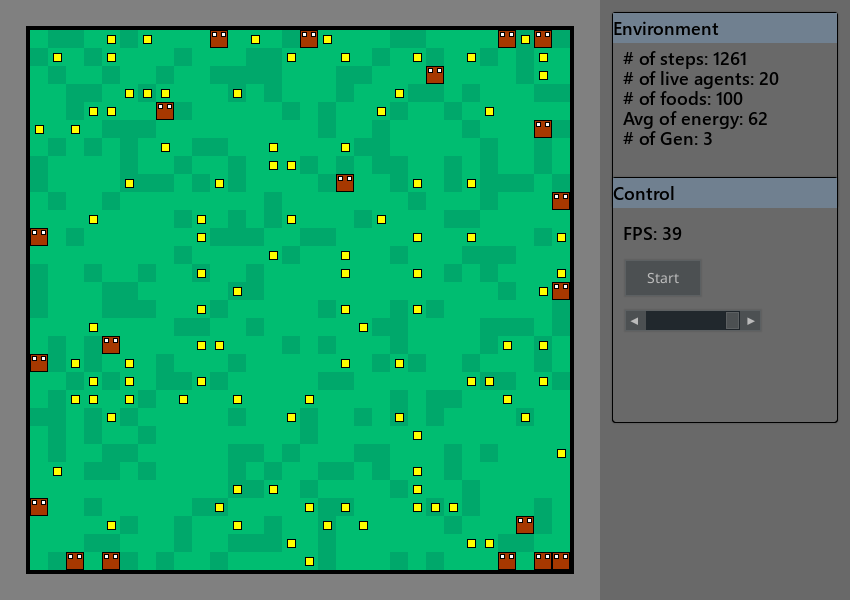 Environment
# of steps: 1261
# of live agents: 20
# of foods: 100
Avg of energy: 62
# of Gen: 3
Control
FPS: 39
Start